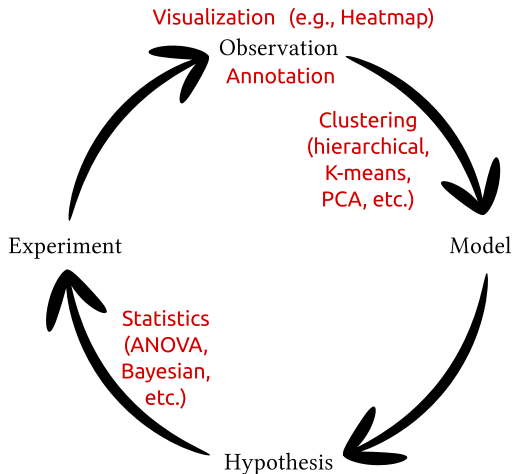 Visualization (e.g., Heatmap)
Observation
Annotation
Clustering
(hierarchical,
K-means,
PCA, etc.)
Experiment
Model
Statistics
(ANOVA,
Bayesian,
etc.)
Hypothesis